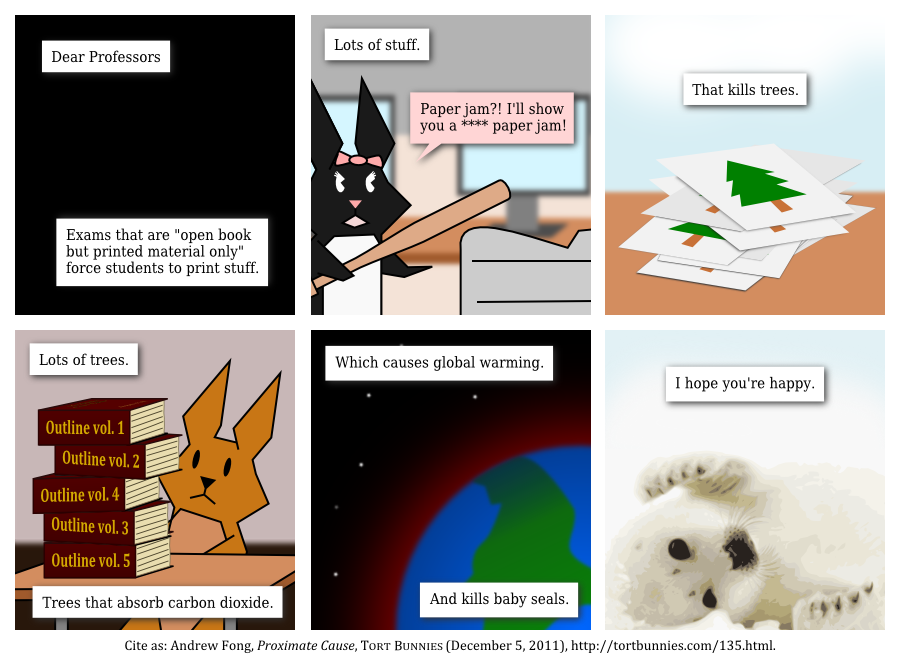 Dear Professors
Exams that are "open book
but printed material only"
force students to print stuff.
Lots of stuff.
Paper jam?! I'll show
you a **** paper jam!
That kills trees.
Lots of trees.
Outline vol. 1
Outline vol. 2
Outline vol. 4
Outline vol. 3
Outline vol. 5
Trees that absorb carbon dioxide.
Which causes global warming.
And kills baby seals.
I hope you're happy.
Cite as: Andrew Fong, Proximate Cause, TORT BUNNIES (December 5, 2011), http://tortbunnies.com/135.html.